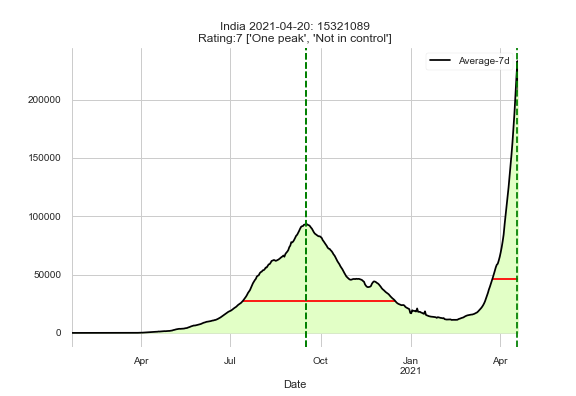 India 2021-04-20: 15321089
Rating:7 ['One peak', 'Not in control']
Average-7d
200000
150000
100000
50000
0
Apr
Jul
Oct
Jan
2021
Apr
Date